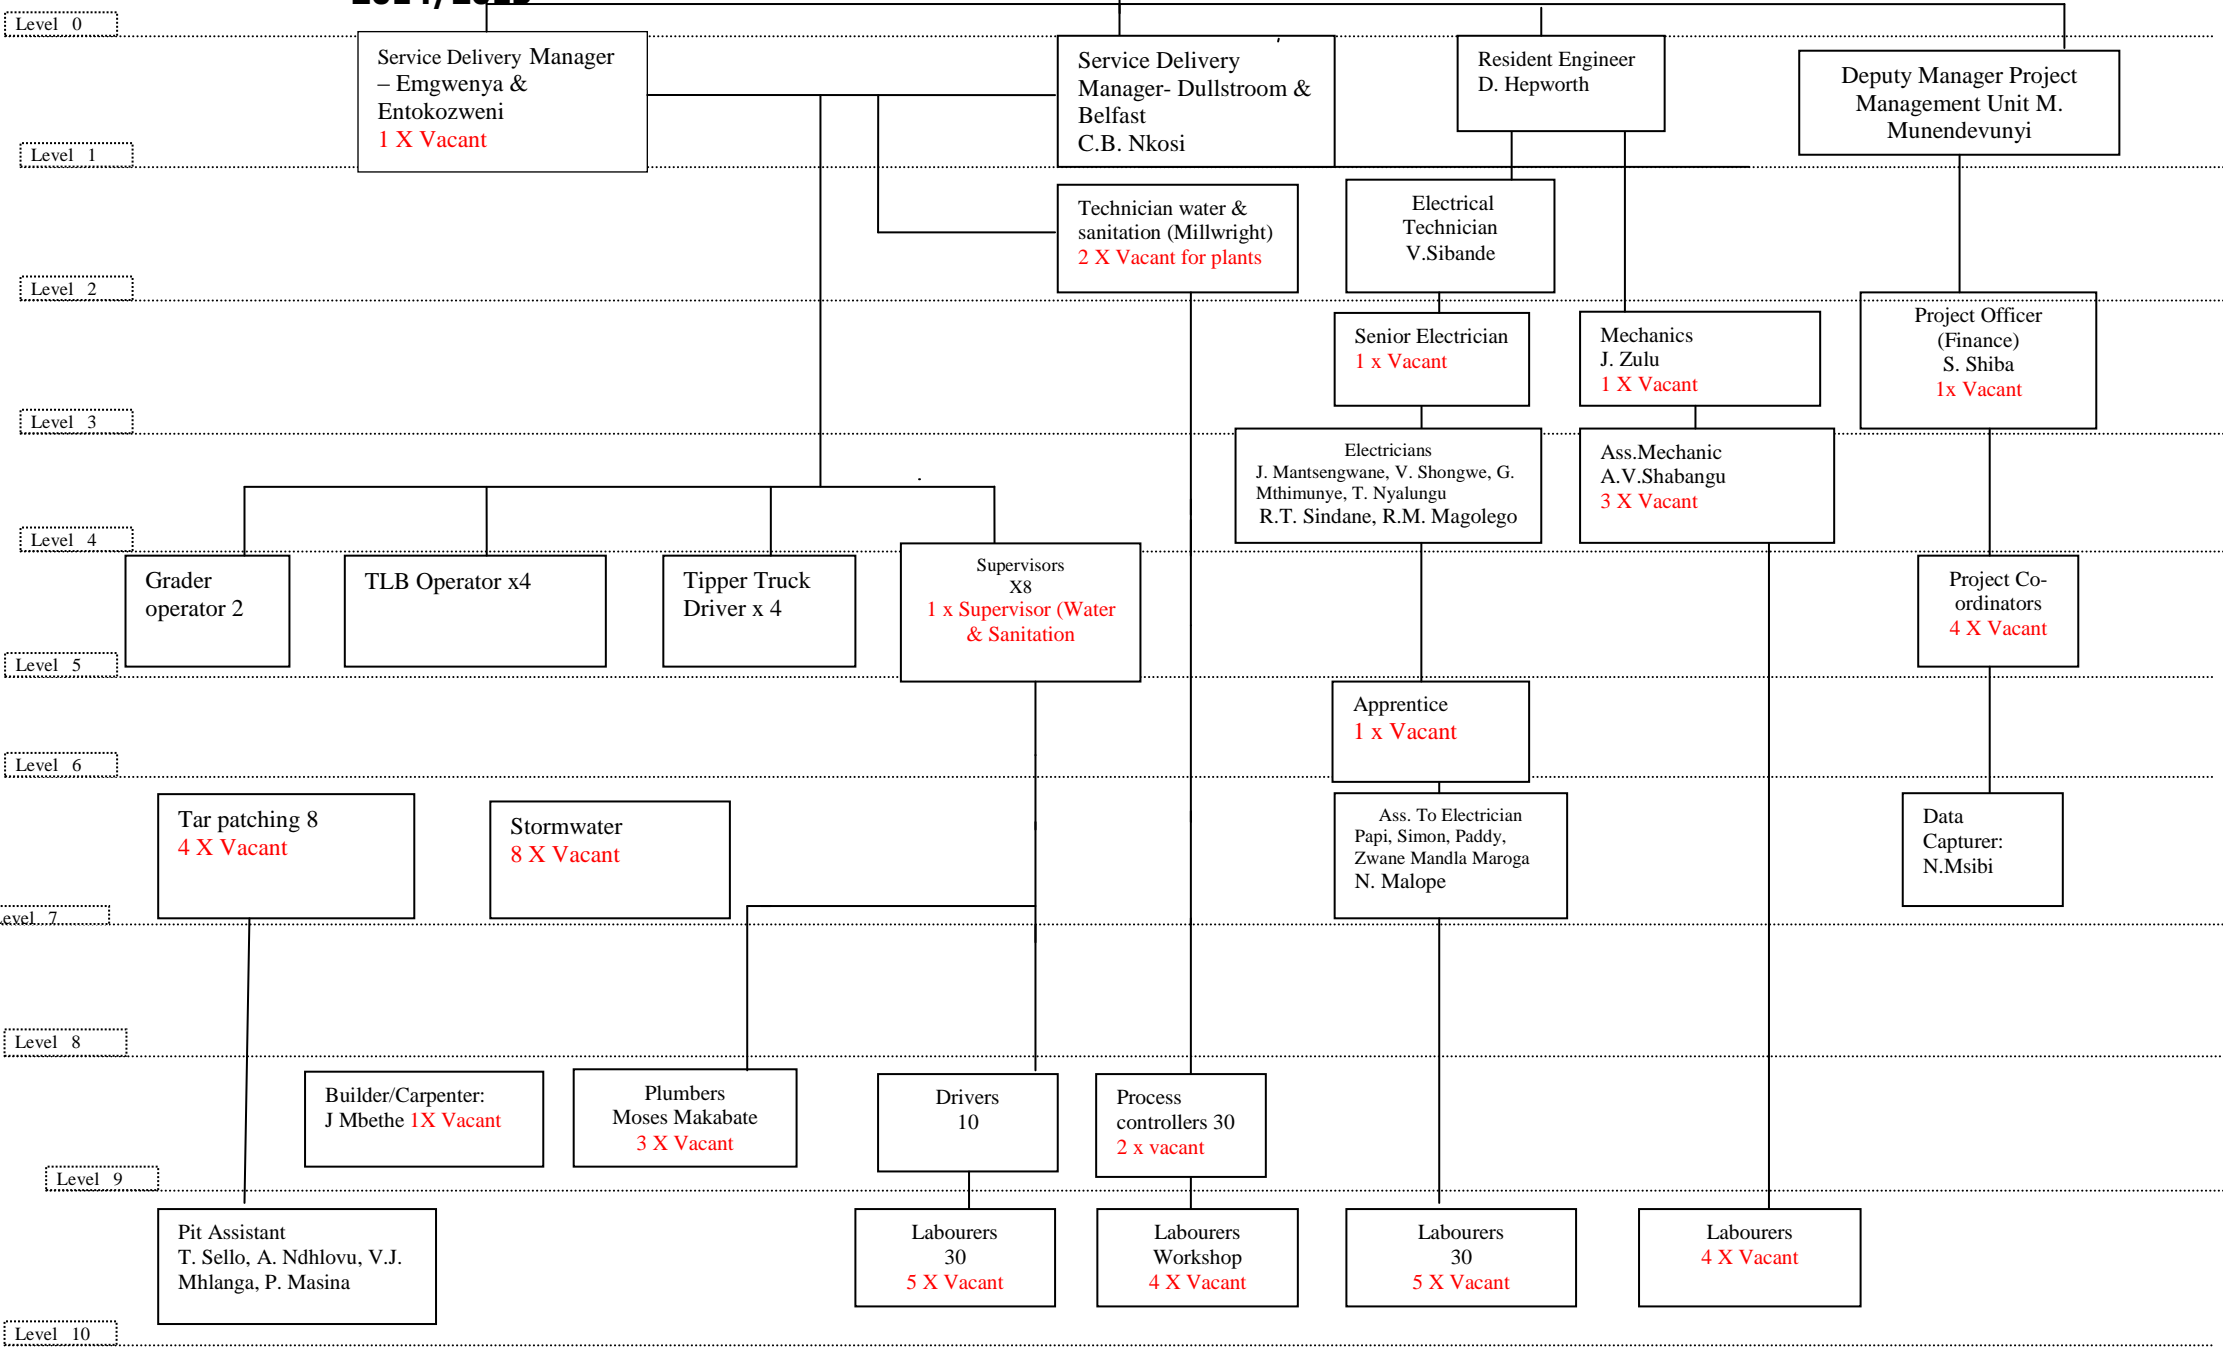 Level 0
Service Delivery Manager
– Emgwenya &
Entokozweni
1 X Vacant
Service Delivery
Manager- Dullstroom &
Belfast
C.B. Nkosi
Resident Engineer
D. Hepworth
Deputy Manager Project
Management Unit M.
Munendevunyi
Level 1
Technician water &
sanitation (Millwright)
2 X Vacant for plants
Electrical
Technician
V.Sibande
Level 2
Senior Electrician
1 x Vacant
Mechanics
J. Zulu
1 X Vacant
Project Officer
(Finance)
S. Shiba
1x Vacant
Level 3
Electricians
J. Mantsengwane, V. Shongwe, G.
Mthimunye, T. Nyalungu
R.T. Sindane, R.M. Magolego
Ass.Mechanic
A.V.Shabangu
3 X Vacant
Level 4
Grader
operator 2
TLB Operator x4
Tipper Truck
Driver x 4
Supervisors
X8
1 x Supervisor (Water
& Sanitation
Project Co-
ordinators
4 X Vacant
Level 5
Apprentice
1 x Vacant
Level 6
Tar patching 8
4 X Vacant
Stormwater
8 X Vacant
Ass. To Electrician
Papi, Simon, Paddy,
Zwane Mandla Maroga
N. Malope
Data
Capturer:
N.Msibi
evel 7
Level 8
Builder/Carpenter:
J Mbethe 1X Vacant
Plumbers
Moses Makabate
3 X Vacant
Drivers
10
Process
controllers 30
2 x vacant
Level 9
Pit Assistant
T. Sello, A. Ndhlovu, V.J.
Mhlanga, P. Masina
Labourers
30
5 X Vacant
Labourers
Workshop
4 X Vacant
Labourers
30
5 X Vacant
Labourers
4 X Vacant
Level 10